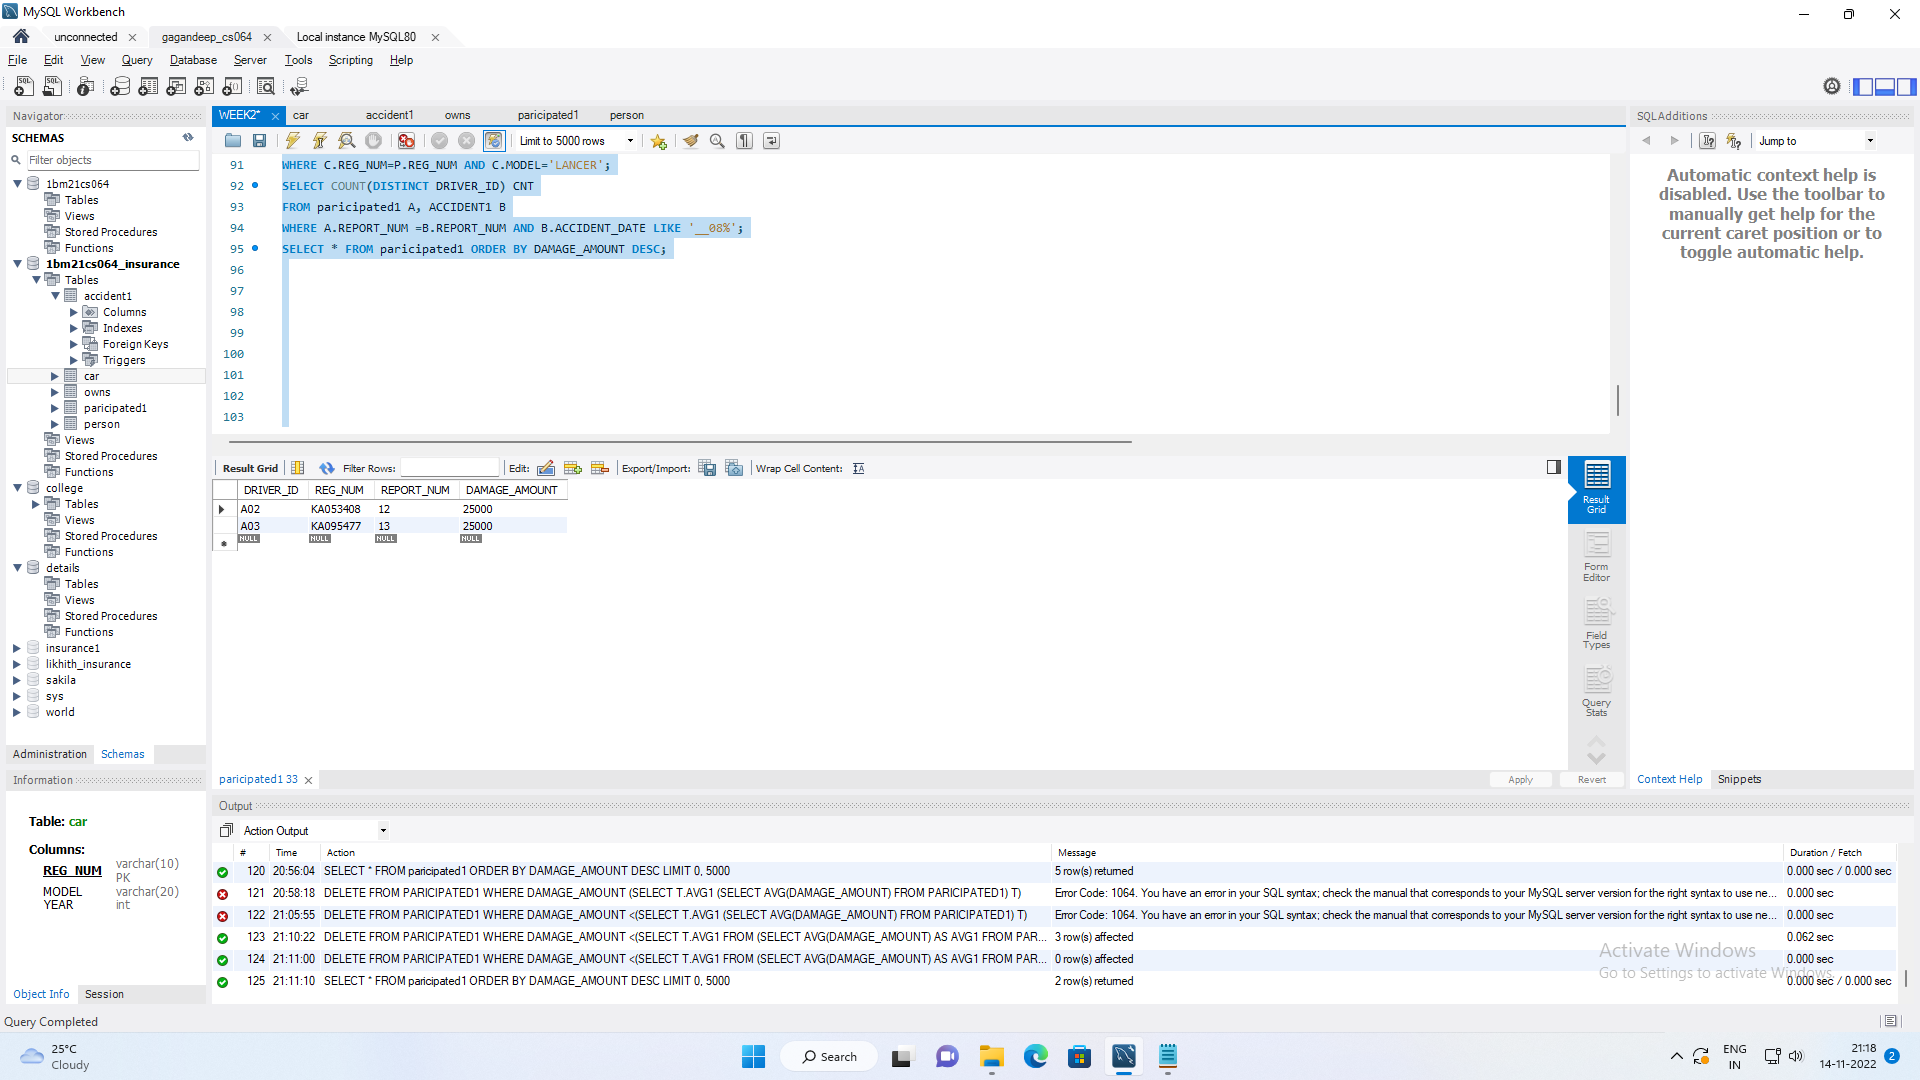 MySQL Workbench
unconnected
gagandeep_cs064
Local instance MySQL80
File Edit View Query Database Server Tools Scripting Help
Navigator
SCHEMAS
Filter objects
1bm21cs064
Tables
Views
Stored Procedures
Functions
1bm21cs064_insurance
Tables
accident1
Columns
Indexes
Foreign Keys
Triggers
car
owns
paricipated1
person
Views
Stored Procedures
Functions
college
Tables
Views
Stored Procedures
Functions
details
Tables
Views
Stored Procedures
Functions
insurance1
likhith_insurance
sakila
sys
world
Administration Schemas
Information
Table: car
Columns:
REG_NUM varchar(10) PK
MODEL varchar(20)
YEAR int
Object Info Session
Query Completed
WEEK2* car accident1 owns paricipated1 person
Limit to 5000 rows
91 WHERE C.REG_NUM=P.REG_NUM AND C.MODEL='LANCER';
92 SELECT COUNT(DISTINCT DRIVER_ID) CNT
93 FROM paricipated1 A, ACCIDENT1 B
94 WHERE A.REPORT_NUM =B.REPORT_NUM AND B.ACCIDENT_DATE LIKE '__08%';
95 SELECT * FROM paricipated1 ORDER BY DAMAGE_AMOUNT DESC;
96
97
98
99
100
101
102
103
Result Grid Filter Rows: Edit: Export/Import: Wrap Cell Content:
DRIVER_ID REG_NUM REPORT_NUM DAMAGE_AMOUNT
A02 KA053408 12 25000
A03 KA095477 13 25000
NULL NULL NULL NULL
Result Grid
Form Editor
Field Types
Query Stats
paricipated1 33
Apply Revert
SQLAdditions
Jump to
Automatic context help is
disabled. Use the toolbar to
manually get help for the
current caret position or to
toggle automatic help.
Context Help Snippets
Output
Action Output
# Time Action Message Duration / Fetch
120 20:56:04 SELECT * FROM paricipated1 ORDER BY DAMAGE_AMOUNT DESC LIMIT 0, 5000 5 row(s) returned 0.000 sec / 0.000 sec
121 20:58:18 DELETE FROM PARICIPATED1 WHERE DAMAGE_AMOUNT (SELECT T.AVG1 (SELECT AVG(DAMAGE_AMOUNT) FROM PARICIPATED1) T) Error Code: 1064. You have an error in your SQL syntax; check the manual that corresponds to your MySQL server version for the right syntax to use ne... 0.000 sec
122 21:05:55 DELETE FROM PARICIPATED1 WHERE DAMAGE_AMOUNT <(SELECT T.AVG1 (SELECT AVG(DAMAGE_AMOUNT) FROM PARICIPATED1) T) Error Code: 1064. You have an error in your SQL syntax; check the manual that corresponds to your MySQL server version for the right syntax to use ne... 0.000 sec
123 21:10:22 DELETE FROM PARICIPATED1 WHERE DAMAGE_AMOUNT <(SELECT T.AVG1 FROM (SELECT AVG(DAMAGE_AMOUNT) AS AVG1 FROM PAR... 3 row(s) affected 0.062 sec
124 21:11:00 DELETE FROM PARICIPATED1 WHERE DAMAGE_AMOUNT <(SELECT T.AVG1 FROM (SELECT AVG(DAMAGE_AMOUNT) AS AVG1 FROM PAR... 0 row(s) affected 0.000 sec
125 21:11:10 SELECT * FROM paricipated1 ORDER BY DAMAGE_AMOUNT DESC LIMIT 0, 5000 2 row(s) returned 0.000 sec / 0.000 sec
Activate Windows
Go to Settings to activate Windows.
25°C
Cloudy
Search
ENG
IN
21:18
14-11-2022
2